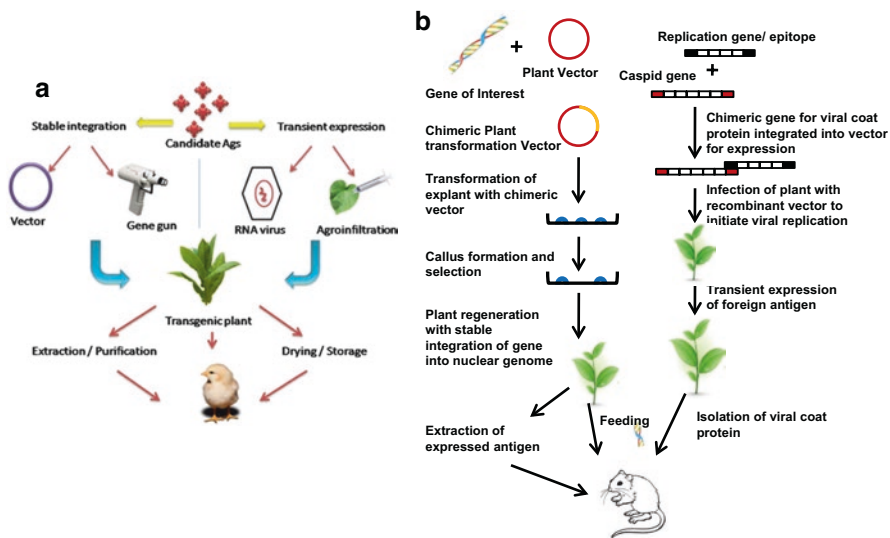 a
Stable integration
Candidate Ags
Transient expression
Vector
Gene gun
RNA virus
Agroinfiltration
Transgenic plant
Extraction / Purification
Drying / Storage
b
+
Plant Vector
Gene of Interest
Chimeric Plant
transformation Vector
Transformation of
explant with chimeric
vector
Callus formation and
selection
Plant regeneration
with stable
integration of gene
into nuclear genome
Extraction of
expressed antigen
Feeding
Replication gene/ epitope
+
Caspid gene
Chimeric gene for viral coat
protein integrated into vector
for expression
Infection of plant with
recombinant vector to
initiate viral replication
Transient expression
of foreign antigen
Isolation of viral coat
protein